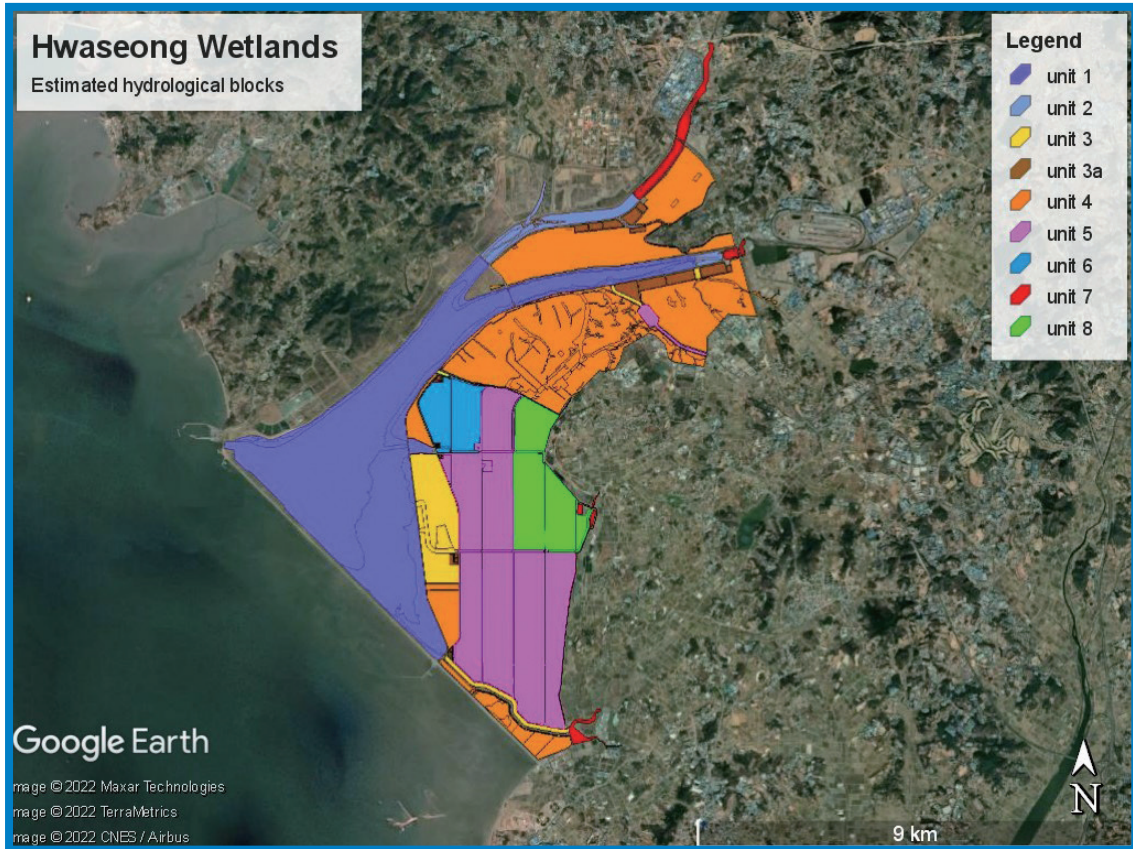 Hwaseong Wetlands
Estimated hydrological blocks
Legend
unit 1
unit 2
unit 3
unit 3a
unit 4
unit 5
unit 6
unit 7
unit 8
Google Earth
mage © 2022 Maxar Technologies
mage © 2022 TerraMetrics
mage © 2022 CNES / Airbus
9 km
N